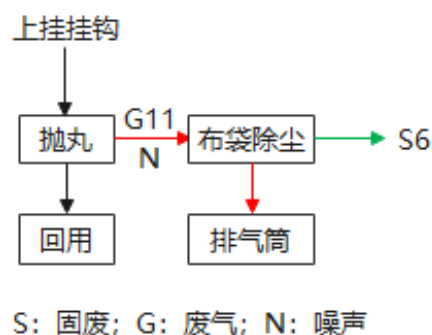 上挂挂钩
G11
抛丸
布袋除尘
S6
N
回用
排气筒
S：固废；G：废气；N：噪声